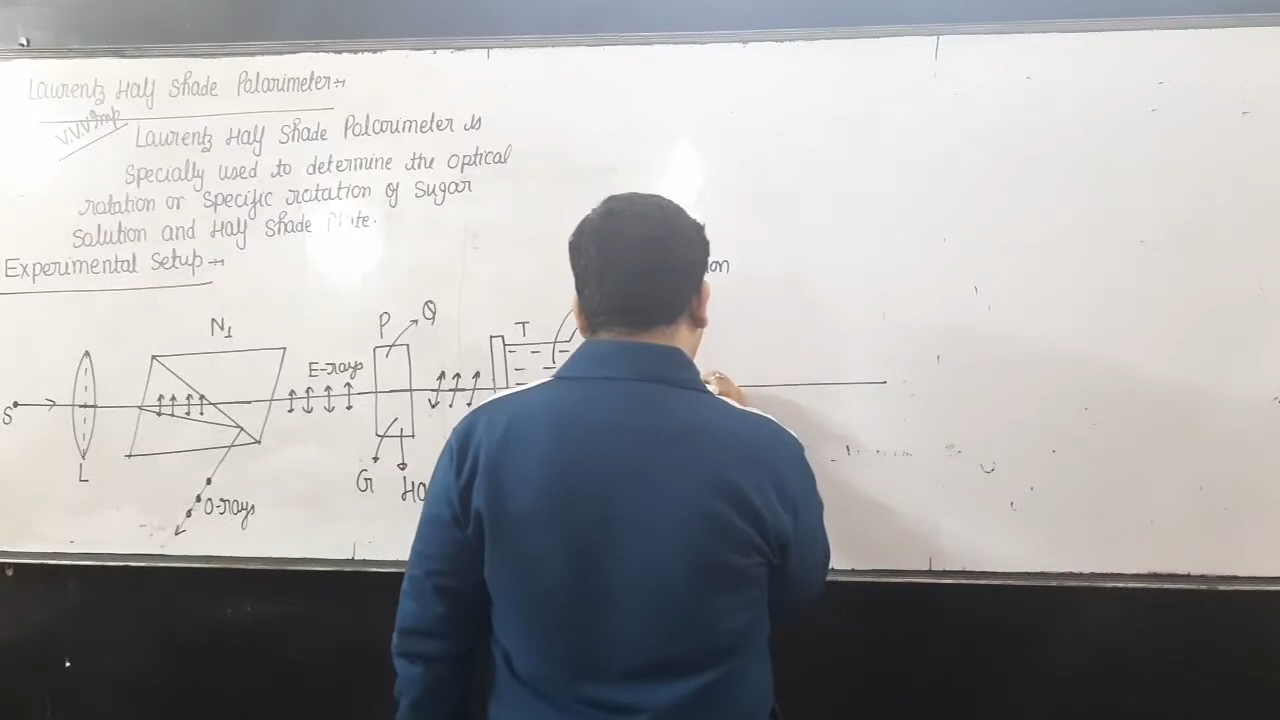 Laurentz Half Shade Polarimeter:-
V.V.V Imp
Laurentz Half Shade Polarimeter is
Specially used to determine the optical
rotation or Specific rotation of Sugar
Solution and Half Shade
Experimental Setup :-
N1
P
Q
T
E-rays
S
L
G
O-rays